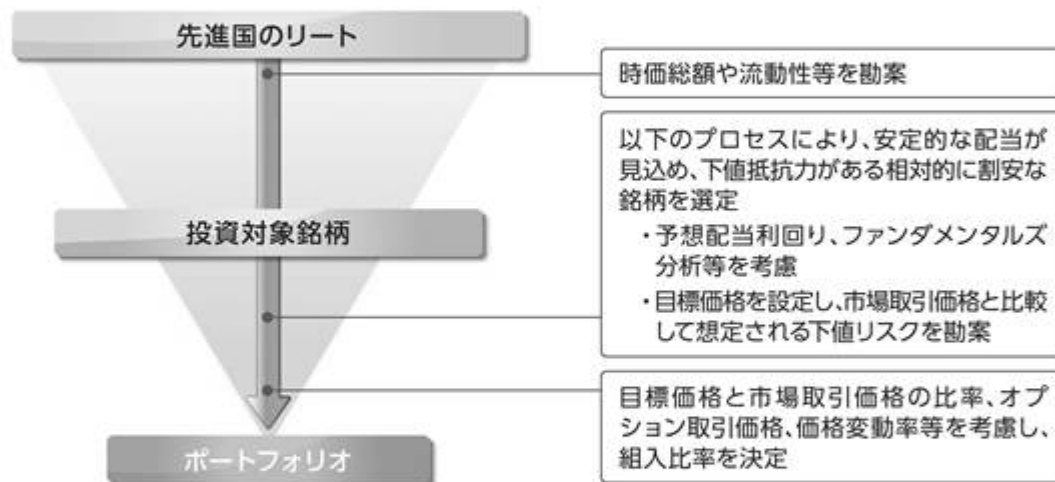 先進国のリート
時価総額や流動性等を勘案
以下のプロセスにより、安定的な配当が
見込め、下値抵抗力がある相対的に割安な
銘柄を選定
・予想配当利回り、ファンダメンタルズ
分析等を考慮
・目標価格を設定し、市場取引価格と比較
して想定される下値リスクを勘案
投資対象銘柄
目標価格と市場取引価格の比率、オプ
ション取引価格、価格変動率等を考慮し、
組入比率を決定
ポートフォリオ